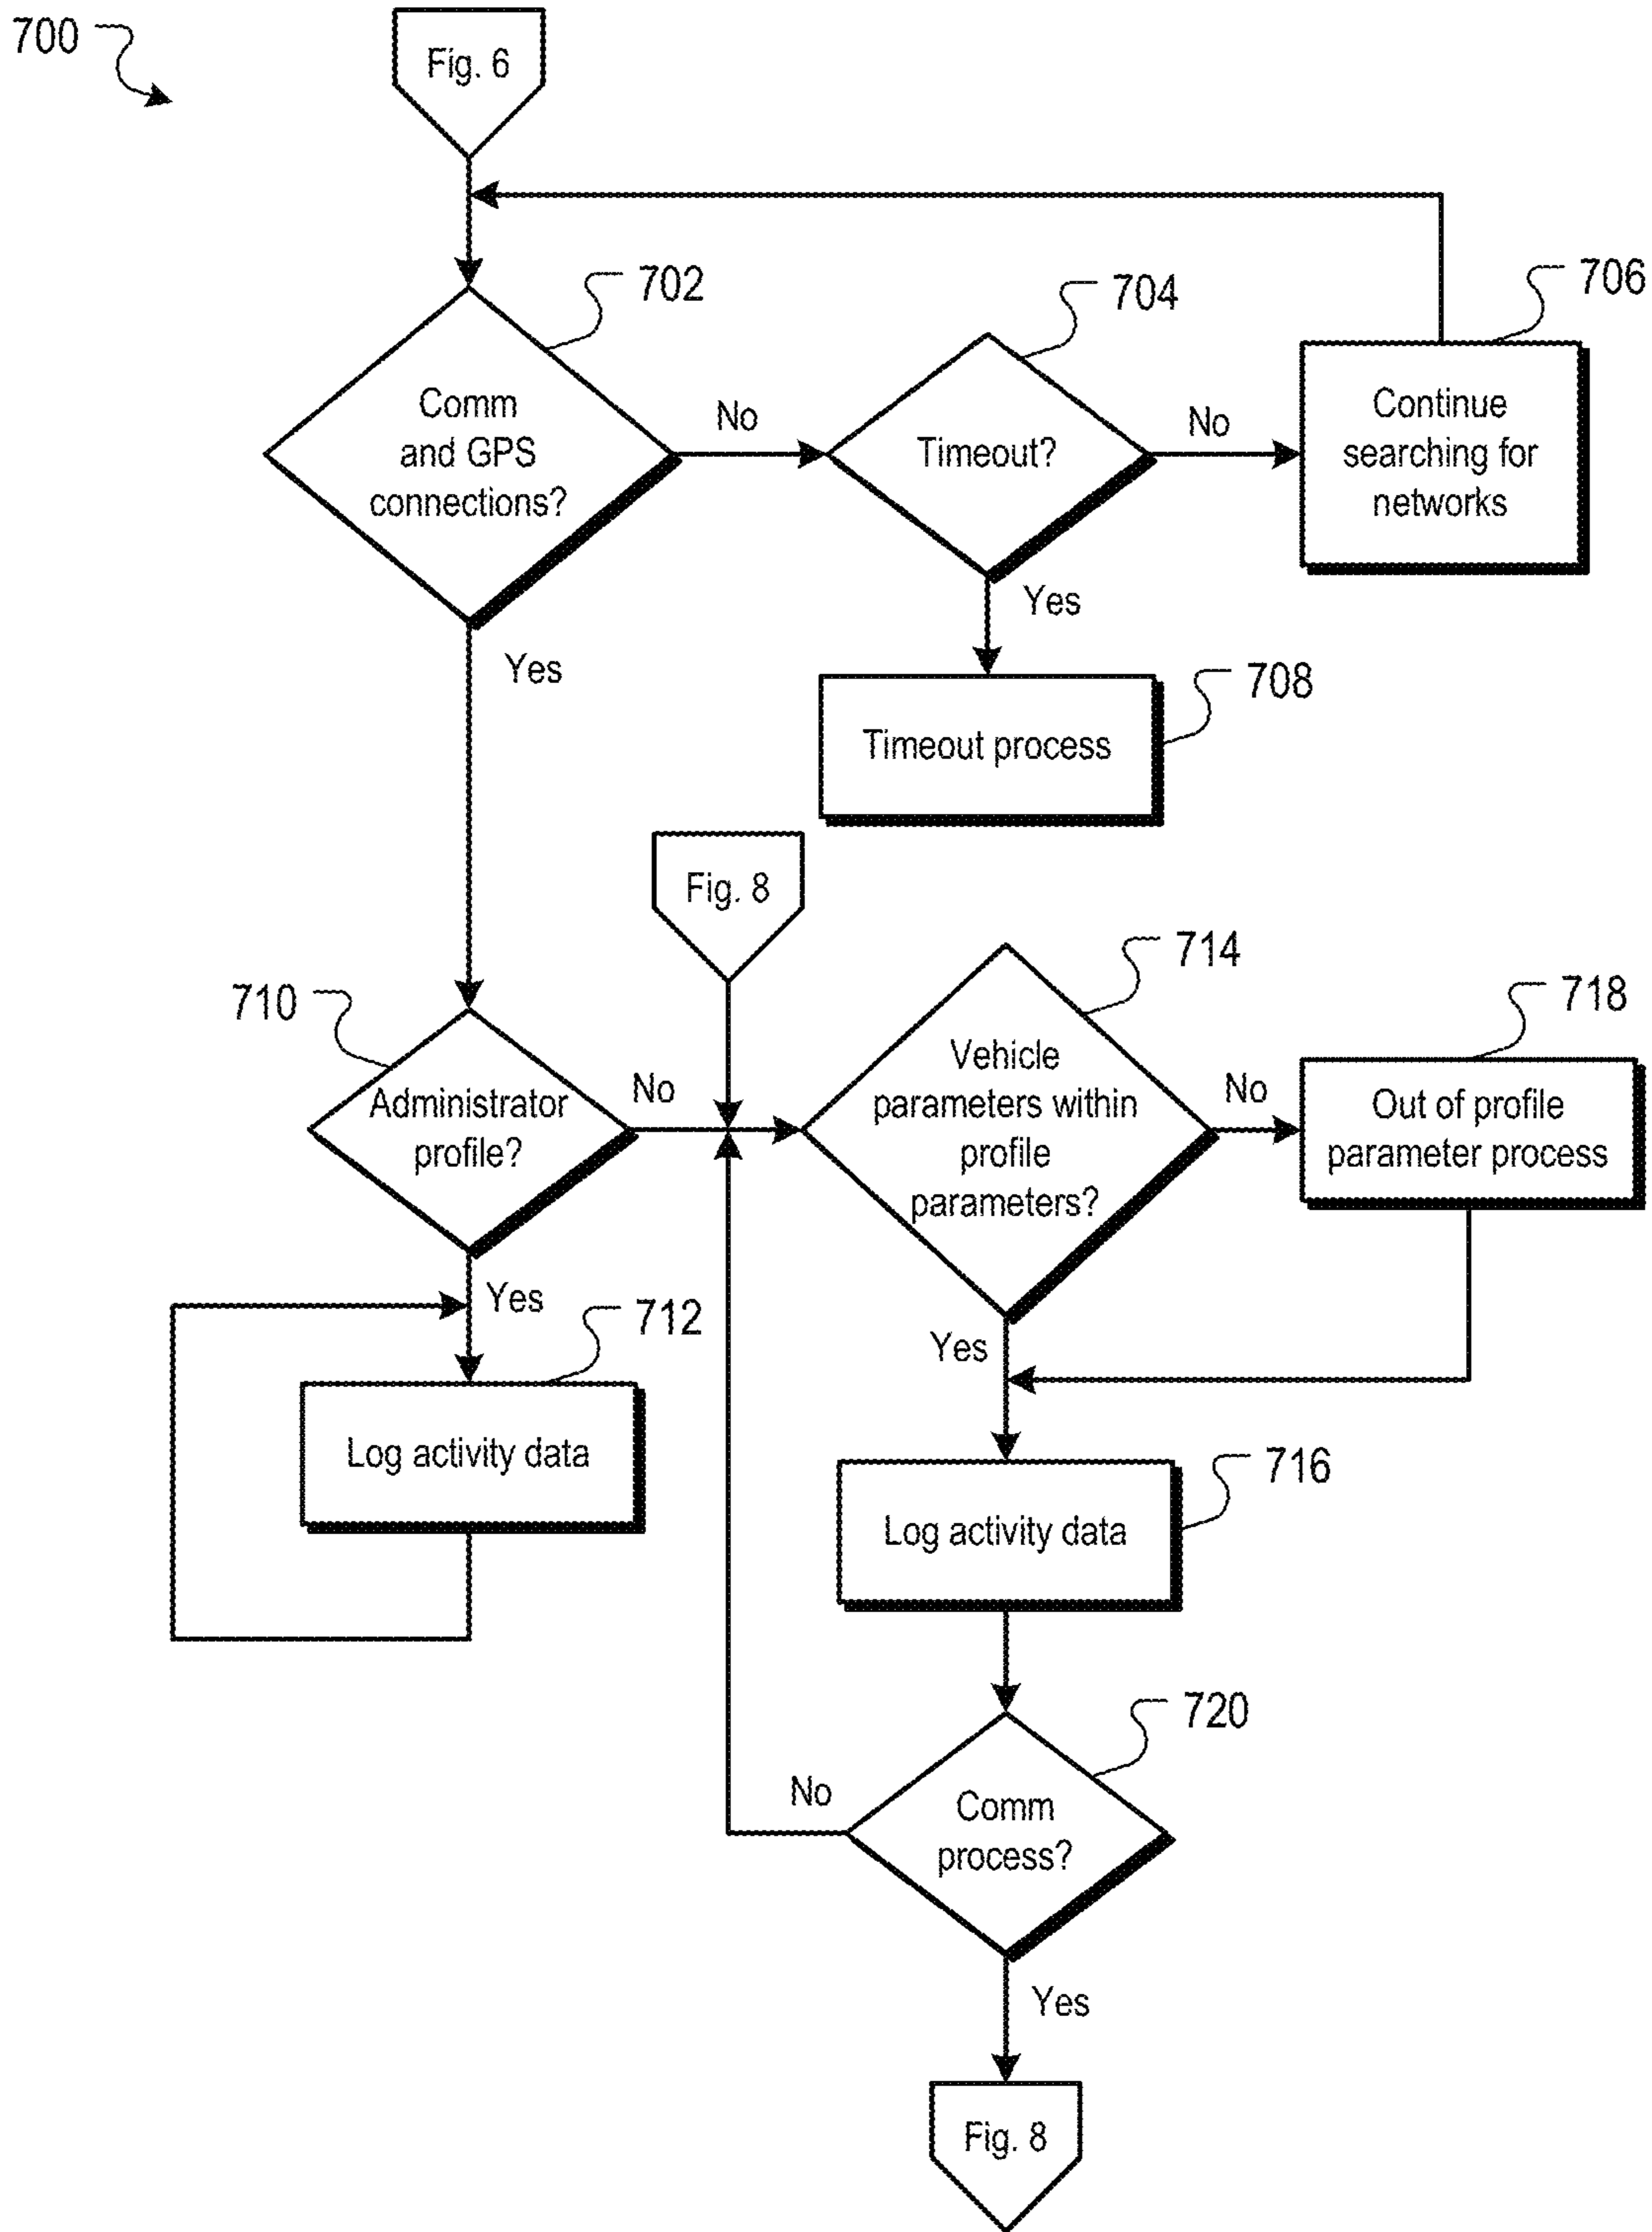 700
Fig. 6
702
Comm
and GPS
connections?
No
704
Timeout?
No
706
Continue
searching for
networks
Yes
Yes
708
Timeout process
Fig. 8
710
Administrator
profile?
No
714
Vehicle
parameters within
profile
parameters?
No
718
Out of profile
parameter process
Yes
712
Log activity data
Yes
716
Log activity data
720
Comm
process?
No
Yes
Fig. 8